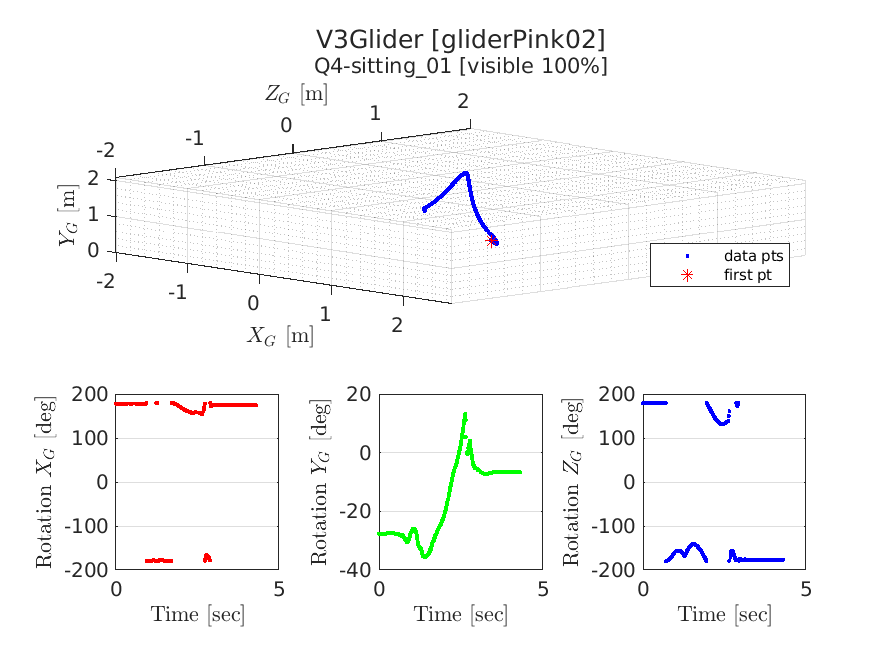 V3Glider [gliderPink02]
Q4-sitting_01 [visible 100%]
Z_G [m]
-2 -1 0 1 2
Y_G [m]
2
1
0
-2 -1 0 1 2
X_G [m]
data pts
first pt
Rotation X_G [deg]
200
100
0
-100
-200
0 5
Time [sec]
Rotation Y_G [deg]
20
0
-20
-40
0 5
Time [sec]
Rotation Z_G [deg]
200
100
0
-100
-200
0 5
Time [sec]